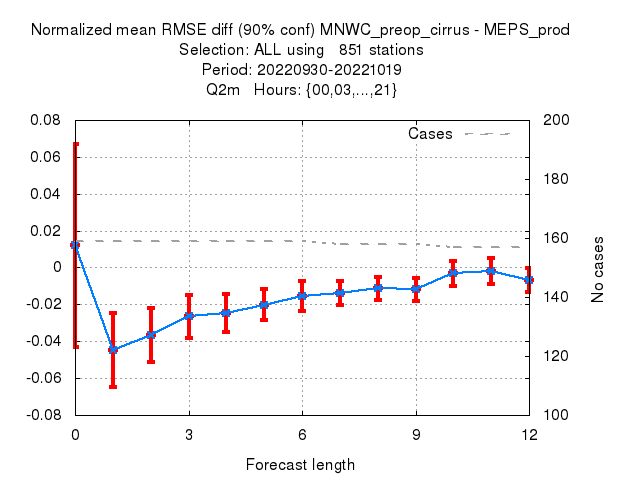 Normalized mean RMSE diff (90% conf) MNWC_preop_cirrus - MEPS_prod
Selection: ALL using   851 stations
Period: 20220930-20221019
Q2m   Hours: {00,03,...,21}
Cases
0.08
0.06
0.04
0.02
0
-0.02
-0.04
-0.06
-0.08
200
180
160
140
120
100
No cases
0 3 6 9 12
Forecast length